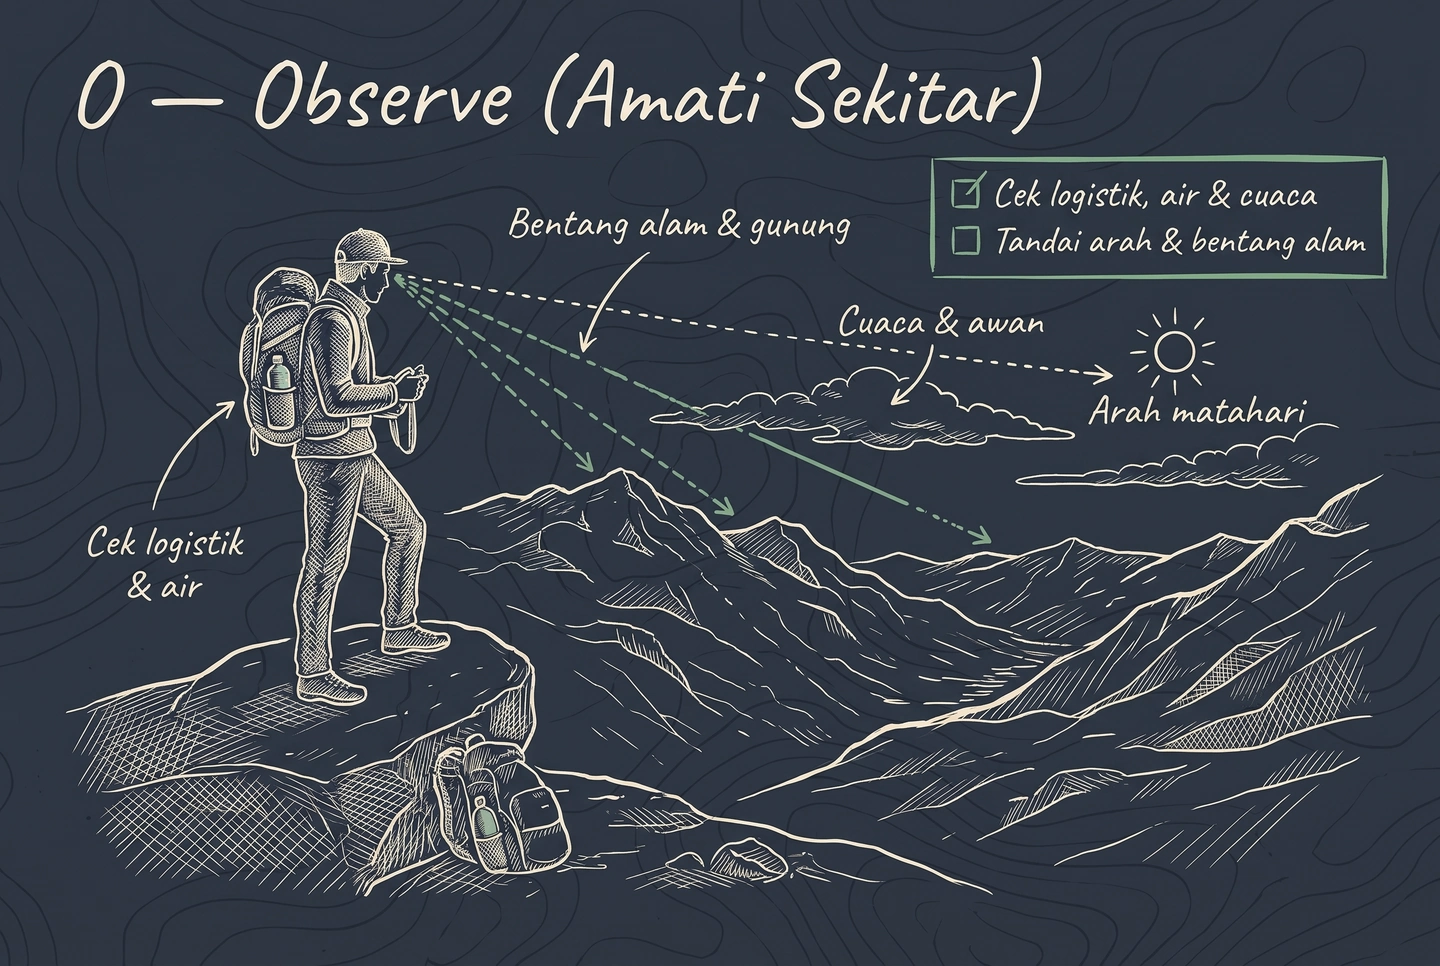 O — Observe (Amati Sekitar)
Cek logistik, air & cuaca
Tandai arah & bentang alam
Bentang alam & gunung
Cuaca & awan
Arah matahari
Cek logistik
& air